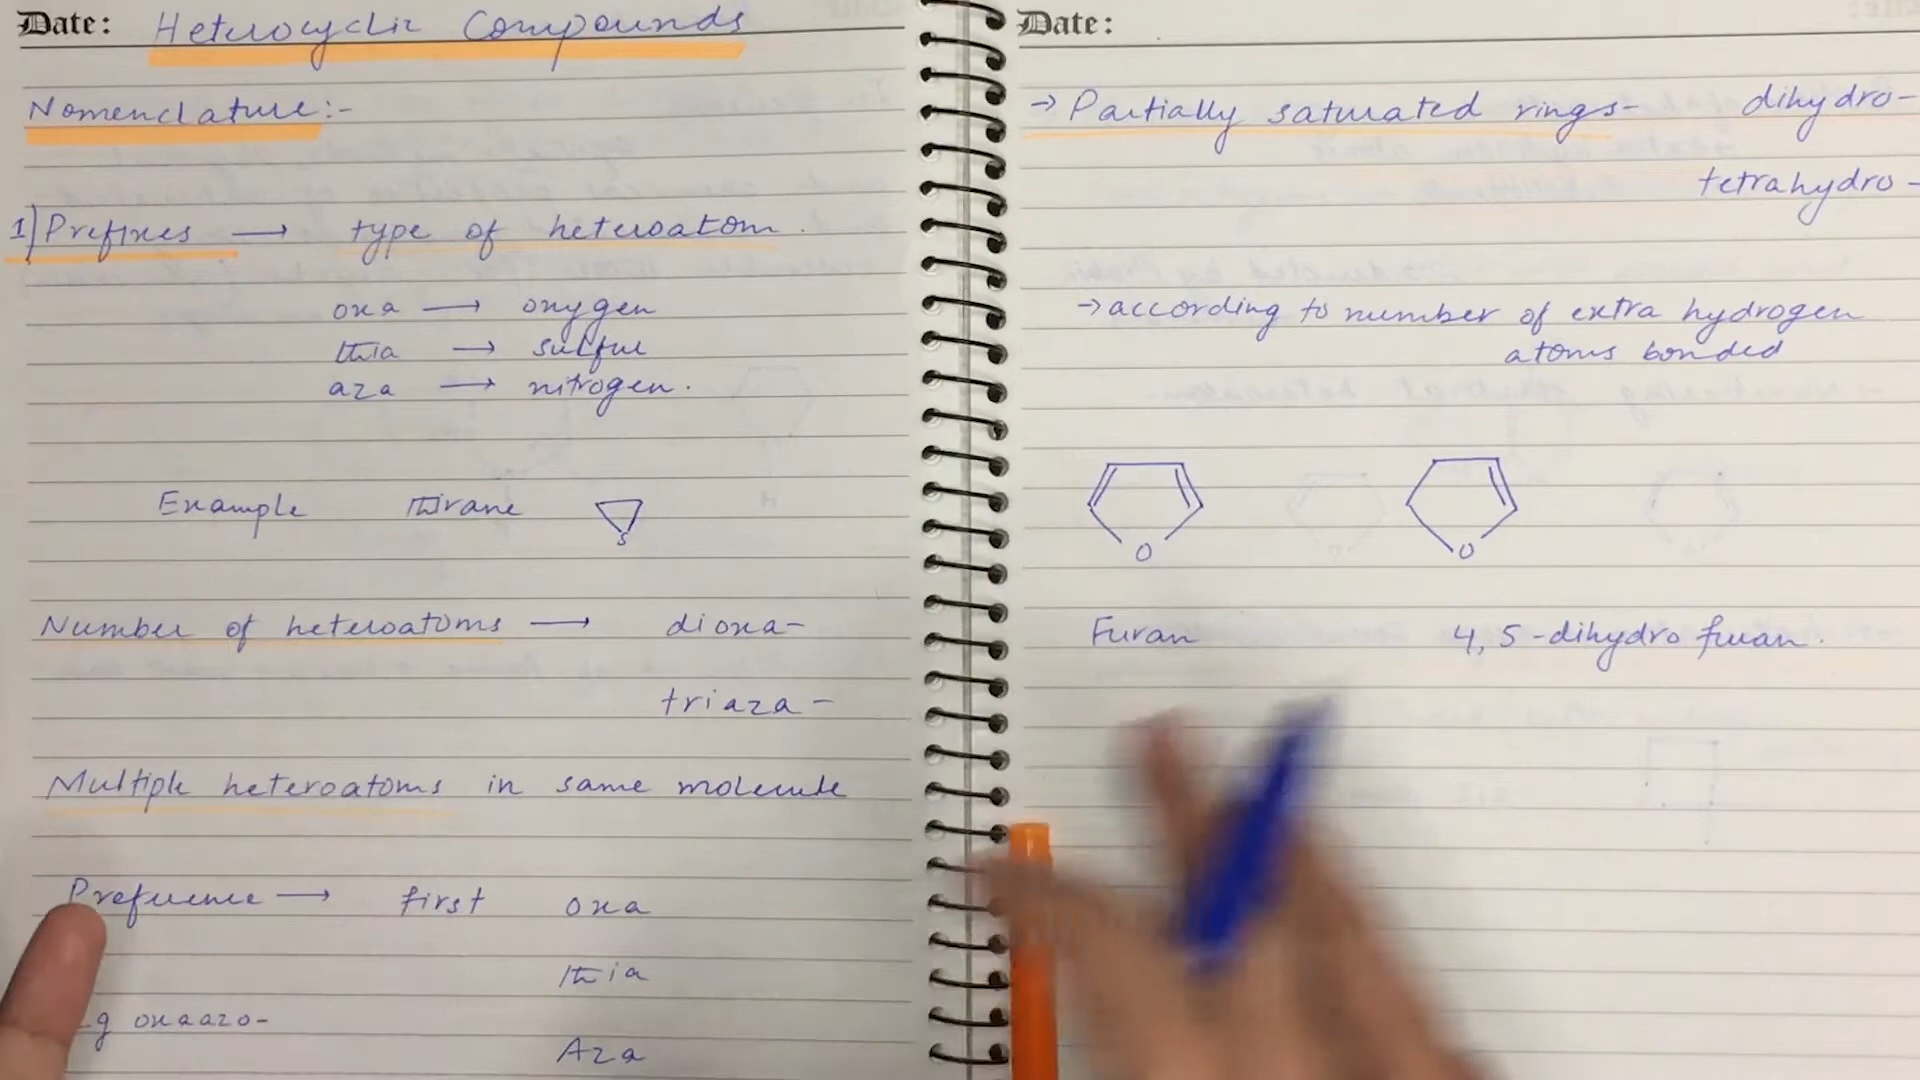 Date: Heterocyclic Compounds
Nomenclature:-
1) Prefixes → type of heteroatom.
oxa → oxygen
thia → sulfur
aza → nitrogen.
Example thirane
S
Number of heteroatoms → dioxa-
triaza-
Multiple heteroatoms in same molecule
Preference → first oxa
thia
g oxaazo-
Aza
Date:
→ Partially saturated rings- dihydro-
tetrahydro-
→ according to number of extra hydrogen
atoms bonded
O O
Furan 4,5-dihydro furan.